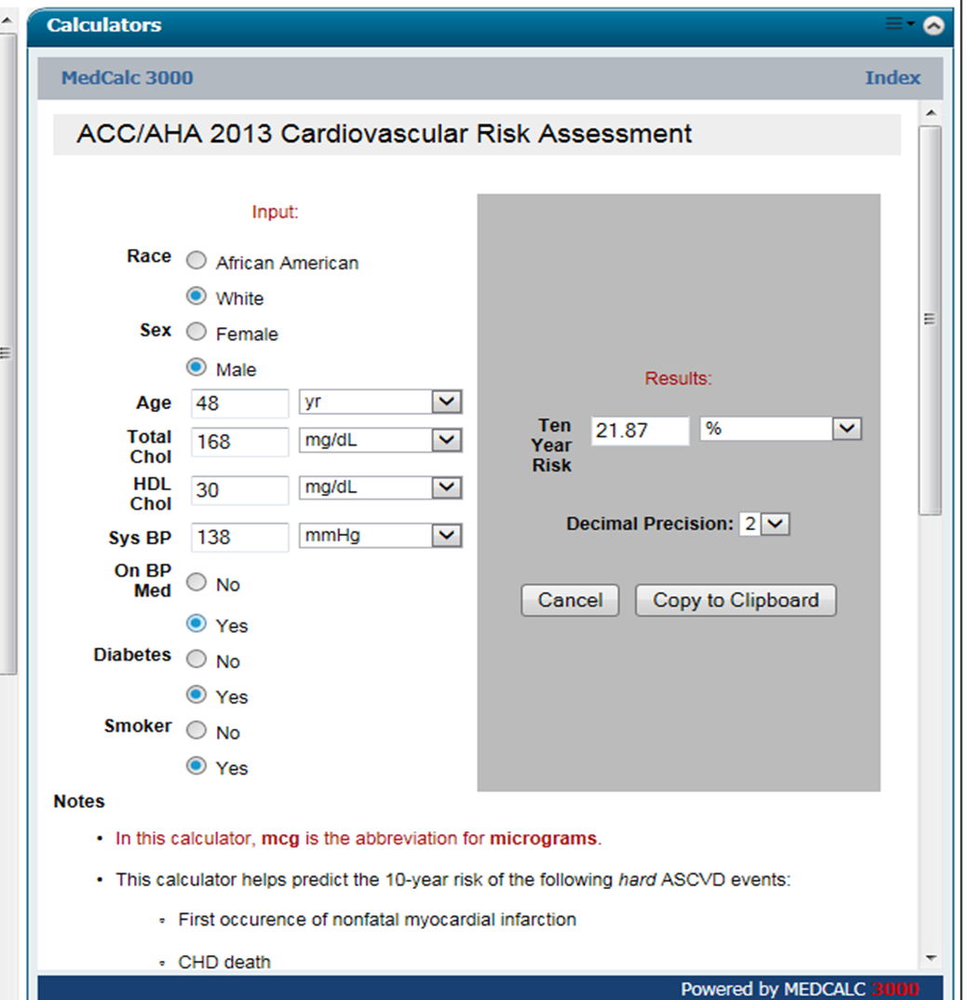 Calculators
MedCalc 3000 Index
ACC/AHA 2013 Cardiovascular Risk Assessment
Input:
Race African American
White
Sex Female
Male
Age 48 yr
Total Chol 168 mg/dL
HDL Chol 30 mg/dL
Sys BP 138 mmHg
On BP Med No
Yes
Diabetes No
Yes
Smoker No
Yes
Results:
Ten Year Risk 21.87 %
Decimal Precision: 2
Cancel Copy to Clipboard
Notes
• In this calculator, mcg is the abbreviation for micrograms.
• This calculator helps predict the 10-year risk of the following hard ASCVD events:
◦ First occurence of nonfatal myocardial infarction
◦ CHD death
Powered by MEDCALC 3000